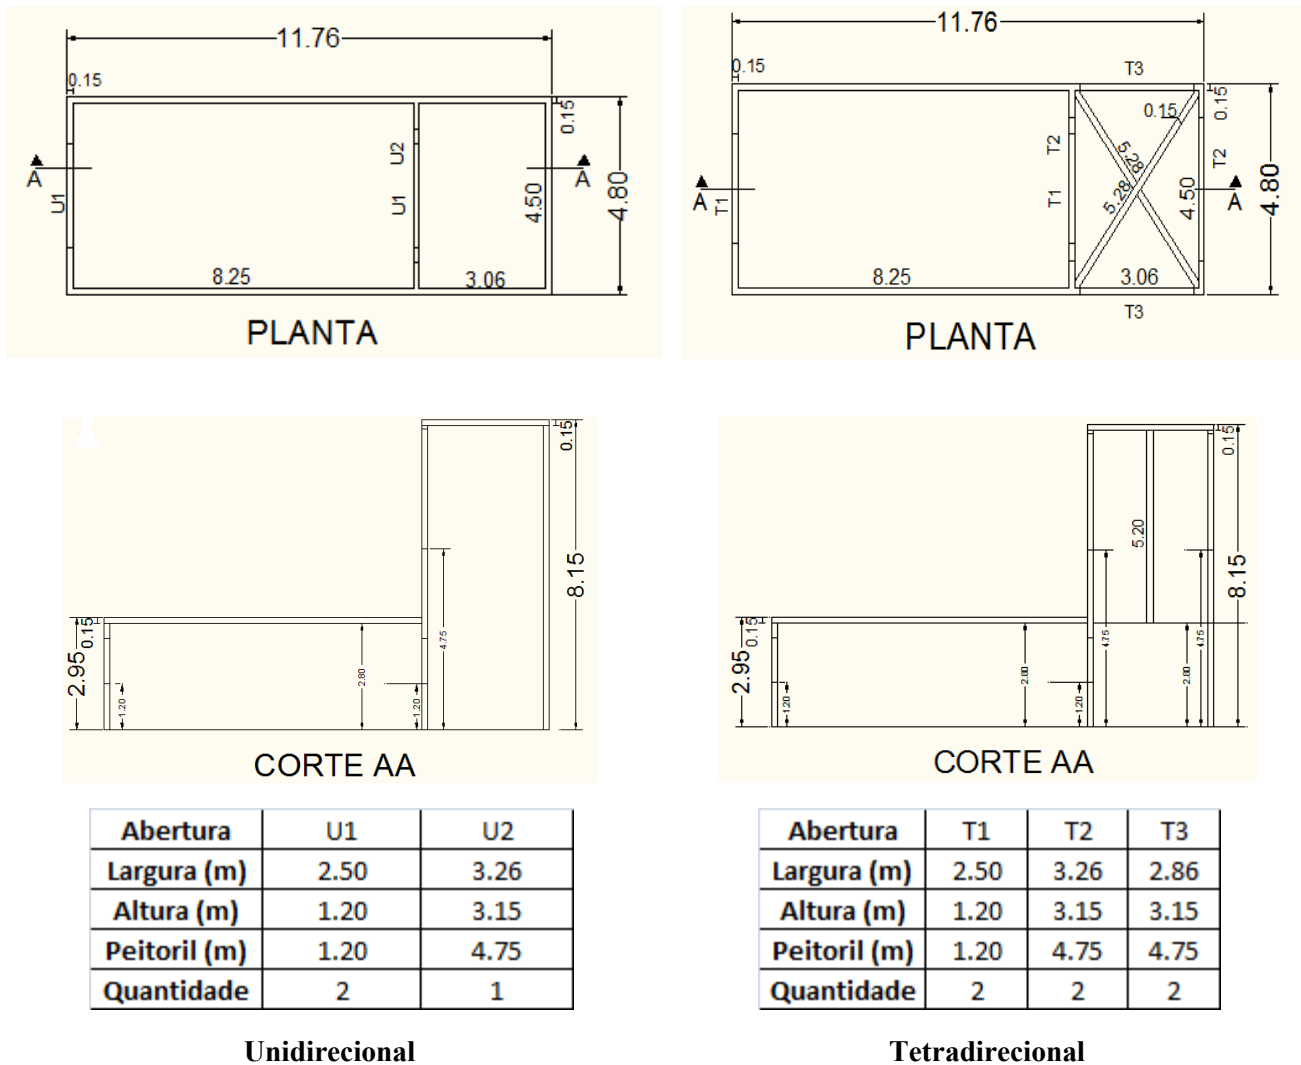 11.76
0.15
0.15
U2
A
A
U1
U1
4.50
4.80
8.25
3.06
PLANTA
11.76
0.15
T3
0.15
0.15
T2
5.28
T2
A
T1
T1
5.28
4.50
A
4.80
8.25
3.06
T3
PLANTA
0.15
8.15
0.15
4.75
2.95
2.80
1.20
1.20
CORTE AA
0.15
5.20
8.15
0.15
4.75
4.75
2.95
2.80
2.80
1.20
1.20
CORTE AA
Abertura U1 U2
Largura (m) 2.50 3.26
Altura (m) 1.20 3.15
Peitoril (m) 1.20 4.75
Quantidade 2 1
Unidirecional
Abertura T1 T2 T3
Largura (m) 2.50 3.26 2.86
Altura (m) 1.20 3.15 3.15
Peitoril (m) 1.20 4.75 4.75
Quantidade 2 2 2
Tetradirecional